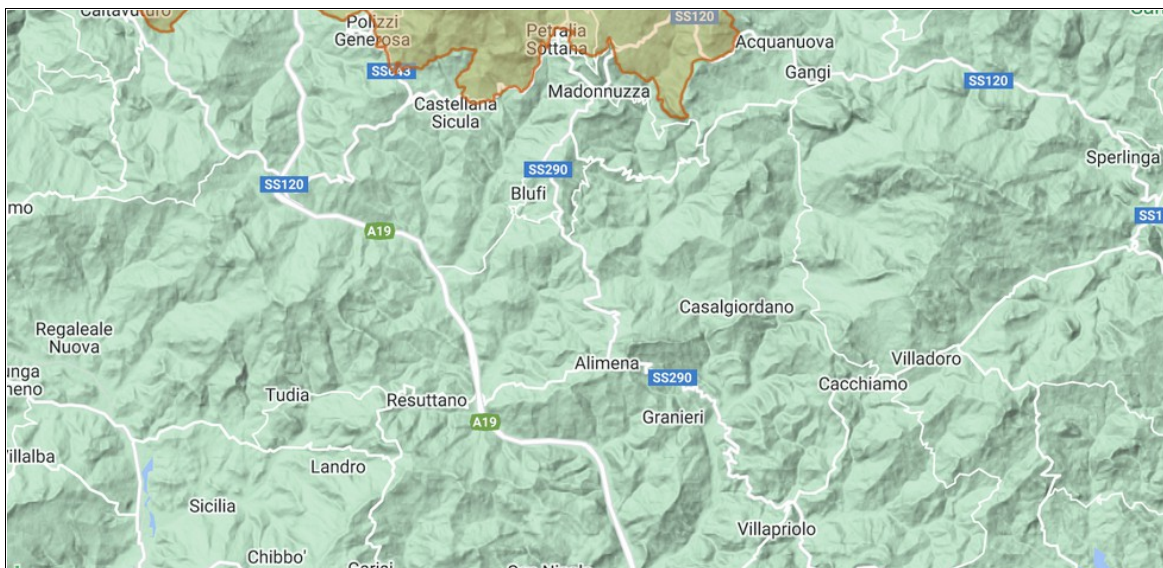 Polizzi
Generosa
Petralia
Sottana
SS120
Acquanuova
SS643
Gangi
SS120
Madonnuzza
Castellana
Sicula
Sperlinga
SS290
SS120
Blufi
A19
Casalgiordano
Regaleale
Nuova
Villadoro
Alimena
SS290
Cacchiamo
Tudia
Resuttano
A19
Granieri
Landro
Sicilia
Villapriolo
Chibbo'